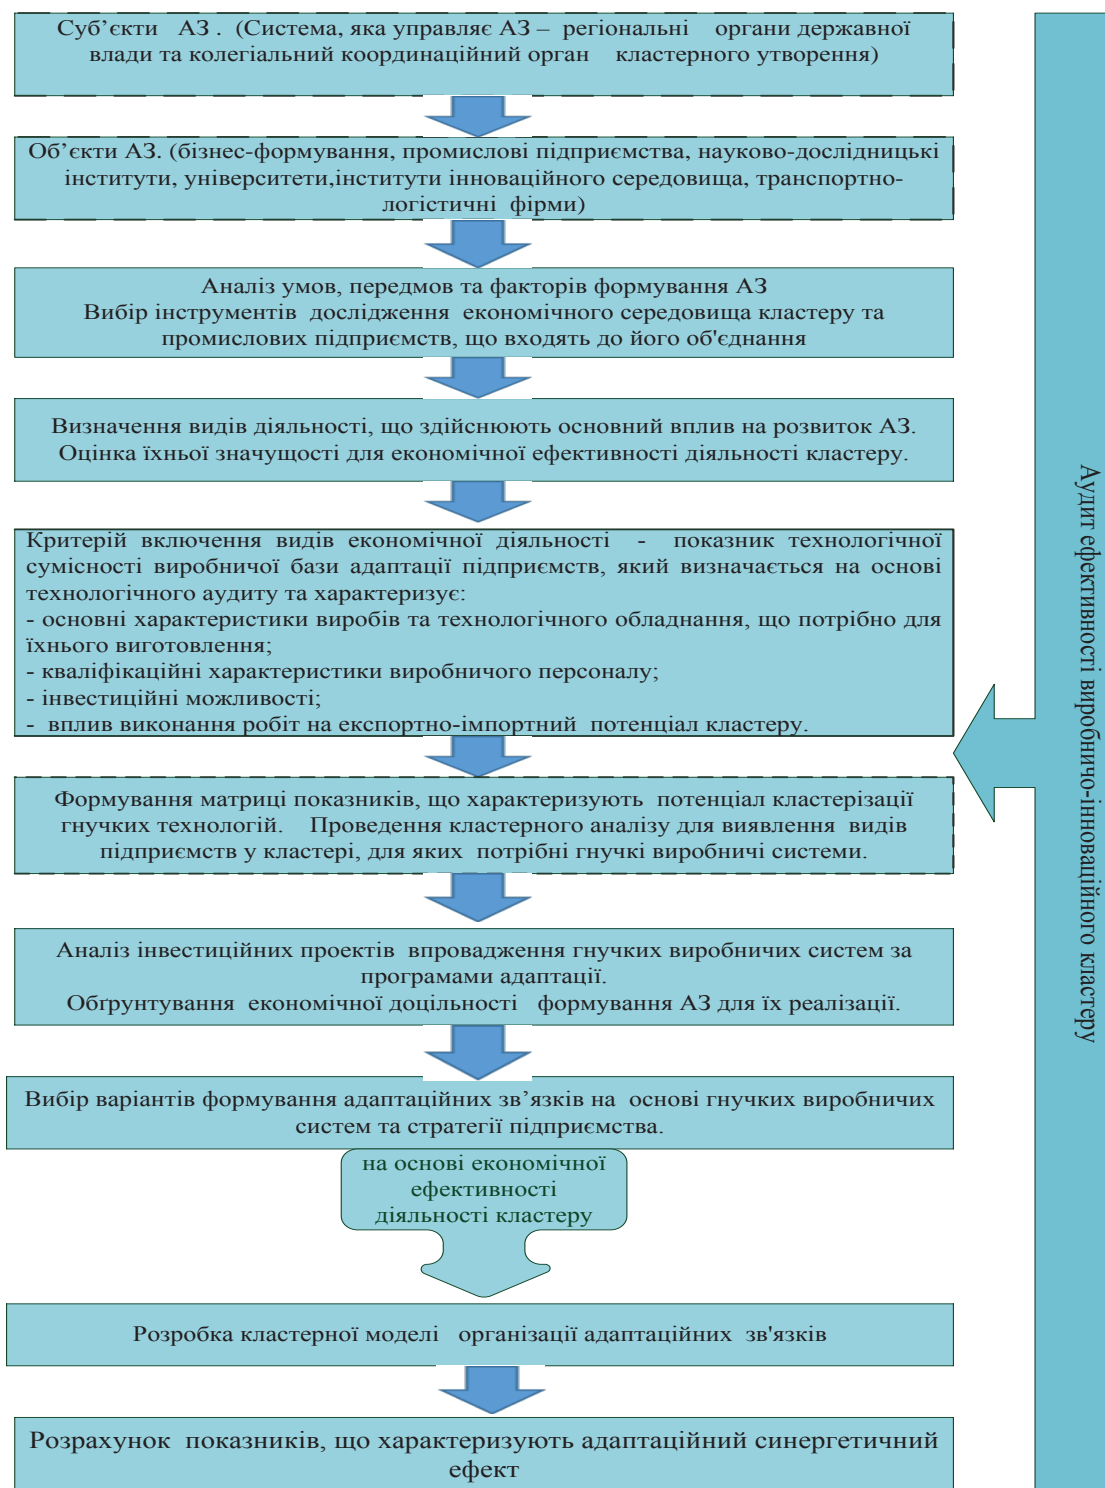 Суб’єкти АЗ . (Система, яка управляє АЗ – регіональні органи державної
влади та колегіальний координаційний орган кластерного утворення)
Об’єкти АЗ. (бізнес-формування, промислові підприємства, науково-дослідницькі
інститути, університети,інститути інноваційного середовища, транспортно-
логістичні фірми)
Аналіз умов, передмов та факторів формування АЗ
Вибір інструментів дослідження економічного середовища кластеру та
промислових підприємств, що входять до його об'єднання
Визначення видів діяльності, що здійснюють основний вплив на розвиток АЗ.
Оцінка їхньої значущості для економічної ефективності діяльності кластеру.
Критерій включення видів економічної діяльності - показник технологічної
сумісності виробничої бази адаптації підприємств, який визначається на основі
технологічного аудиту та характеризує:
- основні характеристики виробів та технологічного обладнання, що потрібно для
їхнього виготовлення;
- кваліфікаційні характеристики виробничого персоналу;
- інвестиційні можливості;
- вплив виконання робіт на експортно-імпортний потенціал кластеру.
Формування матриці показників, що характеризують потенціал кластерізації
гнучких технологій. Проведення кластерного аналізу для виявлення видів
підприємств у кластері, для яких потрібні гнучкі виробничі системи.
Аналіз інвестиційних проектів впровадження гнучких виробничих систем за
програмами адаптації.
Обґрунтування економічної доцільності формування АЗ для їх реалізації.
Вибір варіантів формування адаптаційних зв’язків на основі гнучких виробничих
систем та стратегії підприємства.
на основі економічної
ефективності
діяльності кластеру
Розробка кластерної моделі організації адаптаційних зв'язків
Розрахунок показників, що характеризують адаптаційний синергетичний
ефект
Аудит ефективності виробничо-інноваційного кластеру